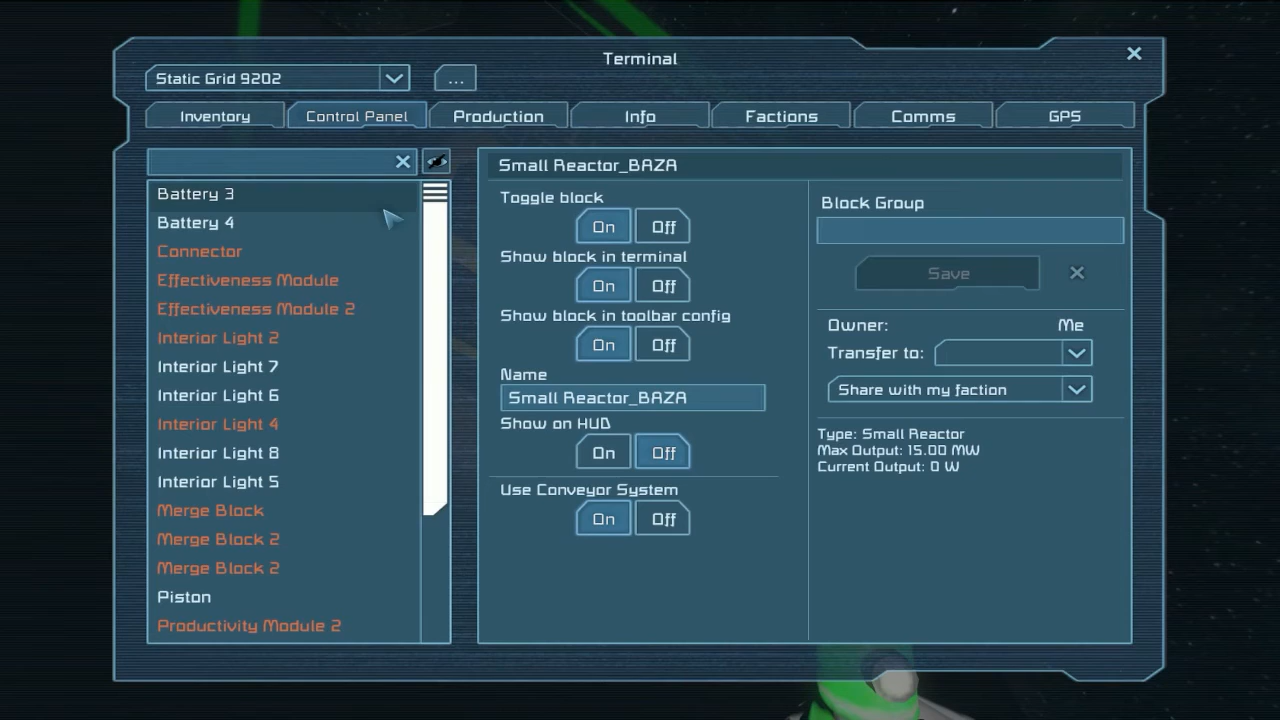 Terminal
Static Grid 9202
...
Inventory
Control Panel
Production
Info
Factions
Comms
GPS
Battery 3
Battery 4
Connector
Effectiveness Module
Effectiveness Module 2
Interior Light 2
Interior Light 7
Interior Light 6
Interior Light 4
Interior Light 8
Interior Light 5
Merge Block
Merge Block 2
Merge Block 2
Piston
Productivity Module 2
Small Reactor_BAZA
Toggle block
On Off
Show block in terminal
On Off
Show block in toolbar config
On Off
Name
Small Reactor_BAZA
Show on HUD
On Off
Use Conveyor System
On Off
Block Group
Save
Owner: Me
Transfer to:
Share with my faction
Type: Small Reactor
Max Output: 15.00 MW
Current Output: 0 W